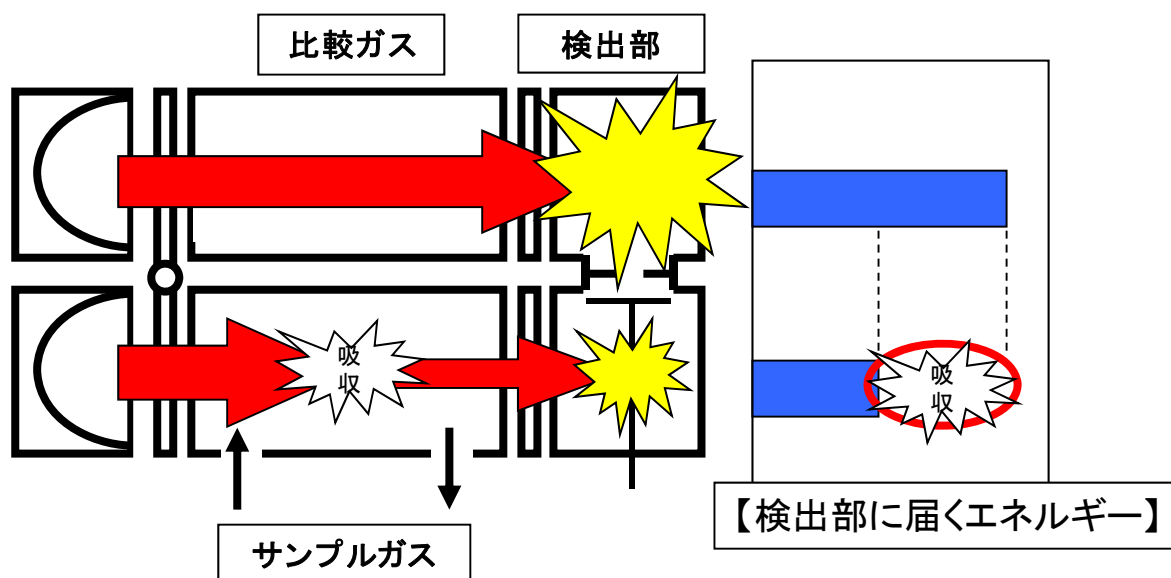 比較ガス
検出部
吸
収
吸
収
サンプルガス
【検出部に届くエネルギー】